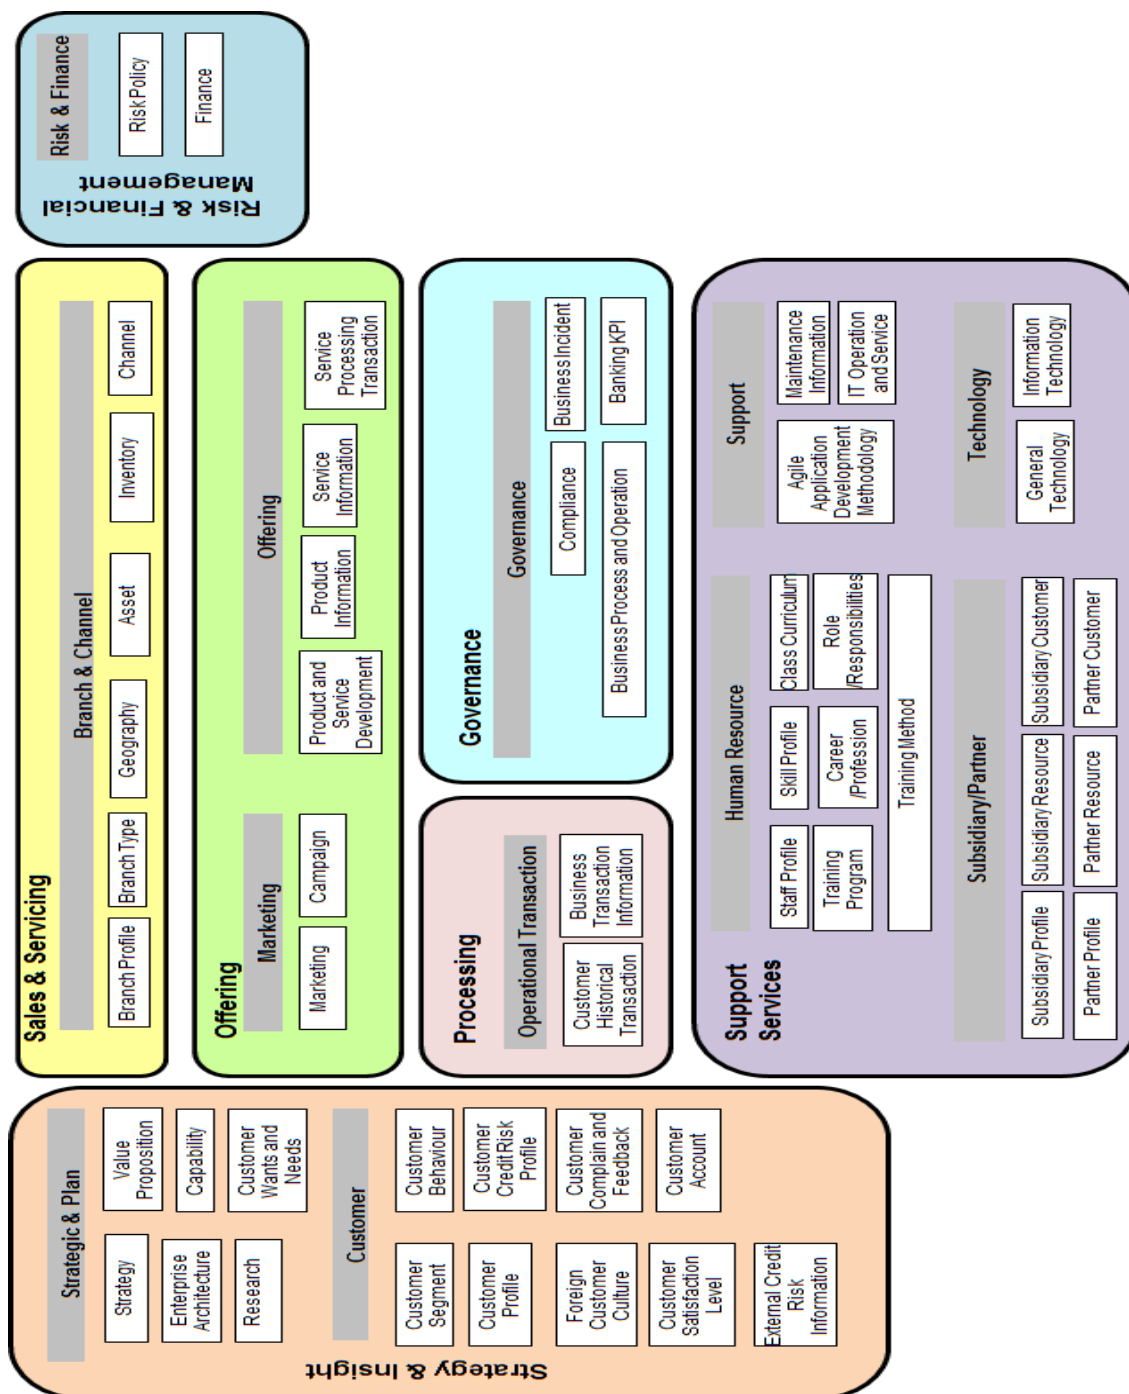 Strategy & Insight
Strategic & Plan
Strategy
Value
Proposition
Enterprise
Architecture
Capability
Research
Customer
Wants and
Needs
Customer
Customer
Segment
Customer
Behaviour
Customer
Profile
Customer
Credit Risk
Profile
Foreign
Customer
Culture
Customer
Complain and
Feedback
Customer
Satisfaction
Level
Customer
Account
External Credit
Risk
Information
Sales & Servicing
Branch & Channel
Branch Profile
Branch Type
Geography
Asset
Inventory
Channel
Offering
Marketing
Marketing
Campaign
Offering
Product and
Service
Development
Product
Information
Service
Information
Service
Processing
Transaction
Processing
Operational Transaction
Customer
Historical
Transaction
Business
Transaction
Information
Governance
Governance
Compliance
Business Incident
Business Process and Operation
Banking KPI
Support
Services
Human Resource
Staff Profile
Skill Profile
Class Curriculum
Training
Program
Career
/Profession
Role
/Responsibilities
Training Method
Support
Agile
Application
Development
Methodology
Maintenance
Information
IT Operation
and Service
Subsidiary/Partner
Subsidiary Profile
Subsidiary Resource
Subsidiary Customer
Partner Profile
Partner Resource
Partner Customer
Technology
General
Technology
Information
Technology
Risk & Financial
Management
Risk & Finance
Risk Policy
Finance